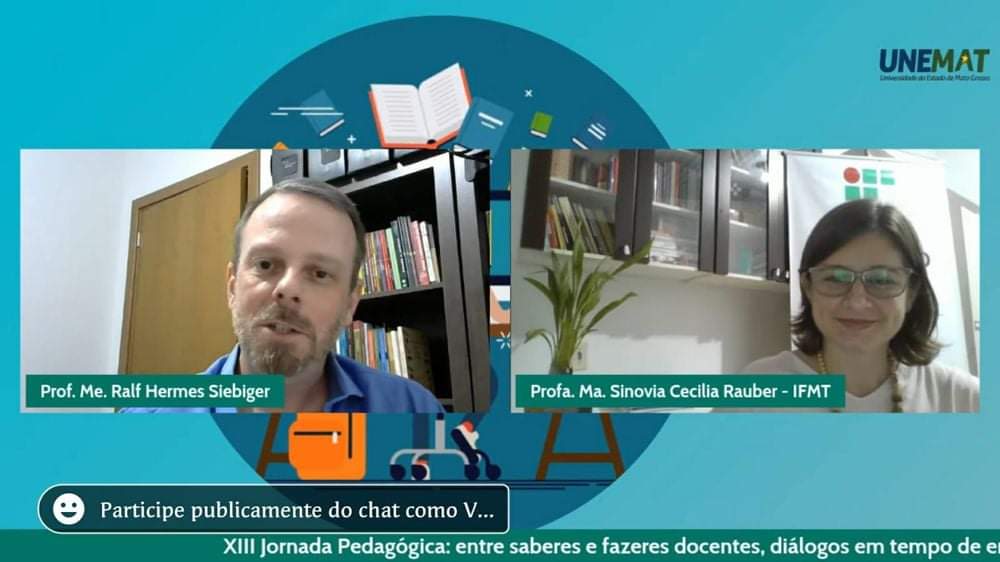 UNEMAT
Universidade do Estado de Mato Grosso
Prof. Me. Ralf Hermes Siebiger
Profa. Ma. Sinovia Cecilia Rauber - IFMT
Participe publicamente do chat como V...
XIII Jornada Pedagógica: entre saberes e fazeres docentes, diálogos em tempo de en